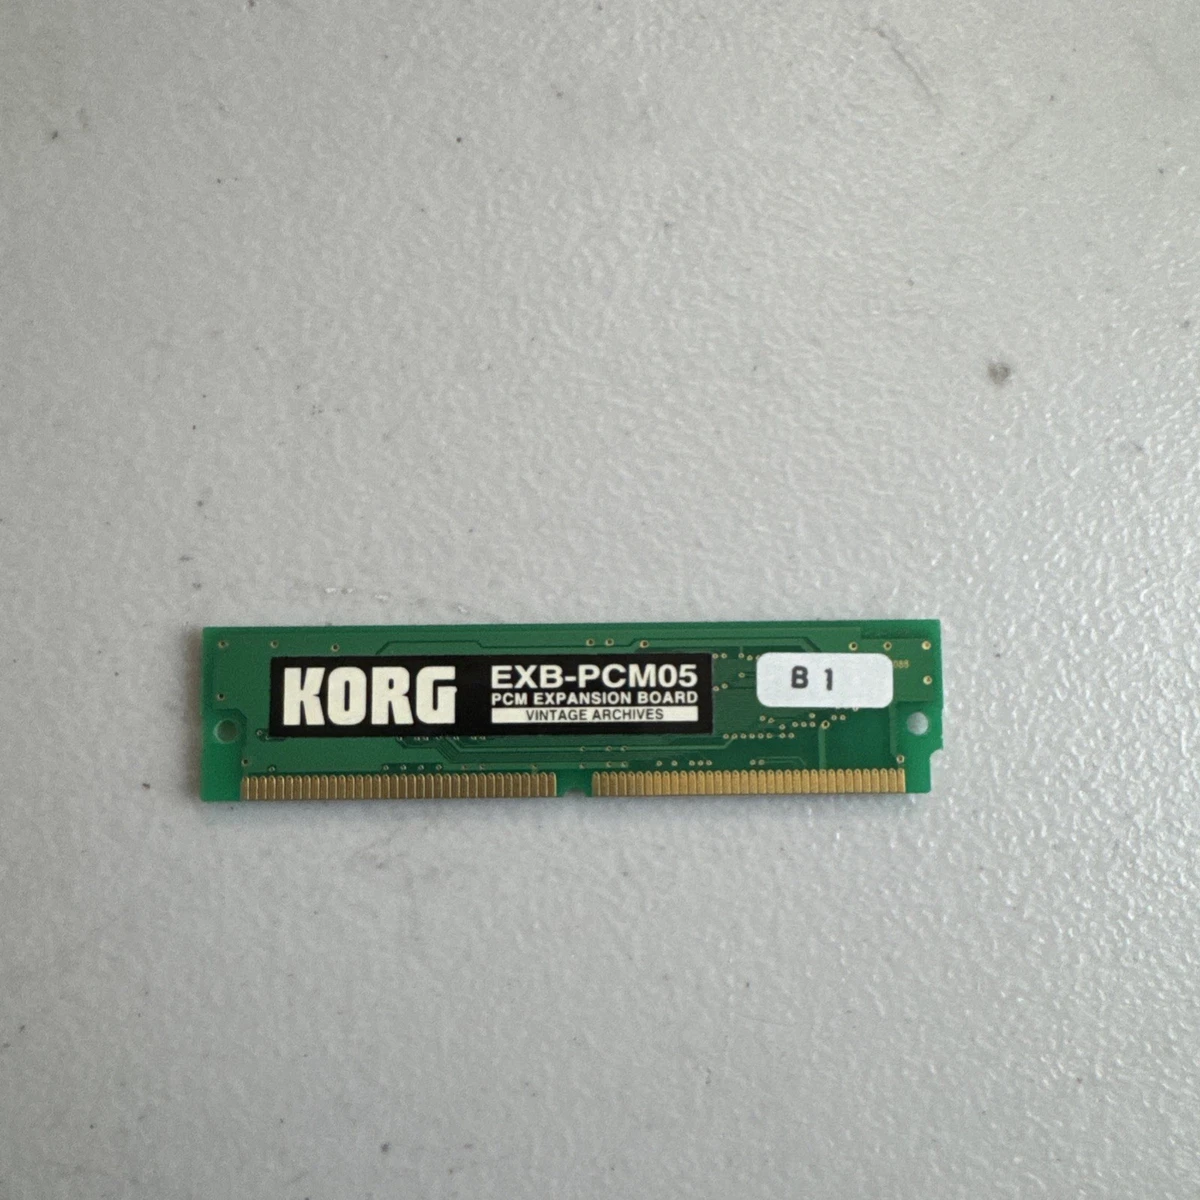 KORG
EXB-PCM05
PCM EXPANSION BOARD
VINTAGE ARCHIVES
B 1